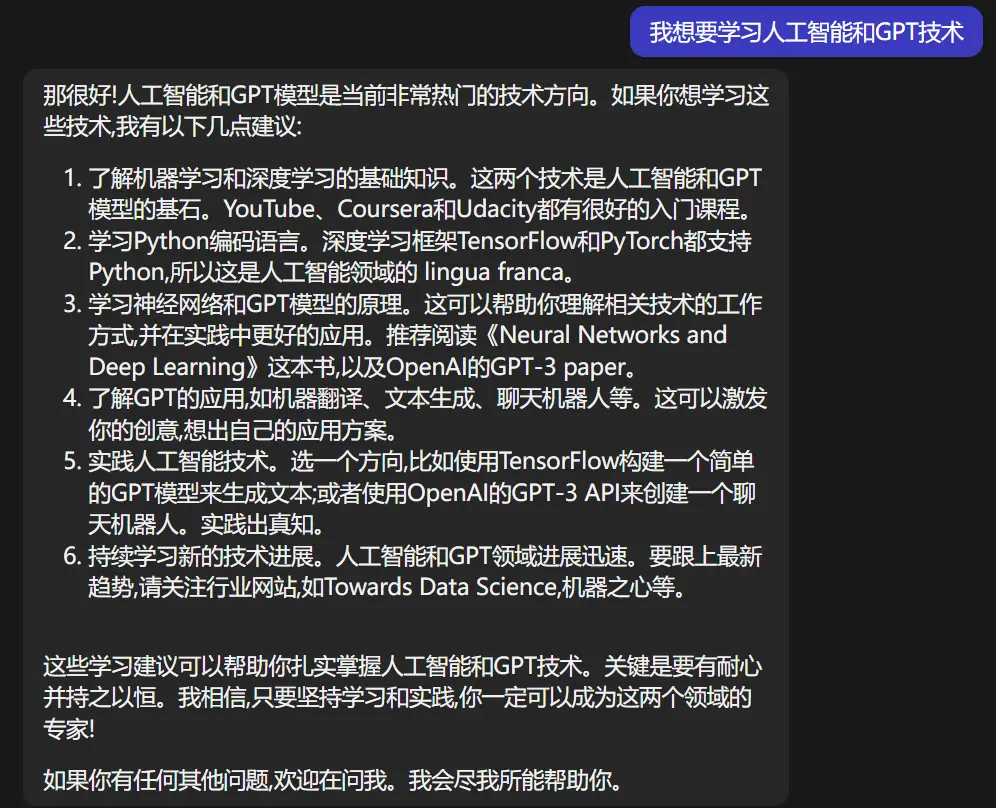 我想要学习人工智能和GPT技术
那很好!人工智能和GPT模型是当前非常热门的技术方向。如果你想学习这
些技术,我有以下几点建议:
1. 了解机器学习和深度学习的基础知识。这两个技术是人工智能和GPT
模型的基石。YouTube、Coursera和Udacity都有很好的入门课程。
2. 学习Python编码语言。深度学习框架TensorFlow和PyTorch都支持
Python,所以这是人工智能领域的 lingua franca。
3. 学习神经网络和GPT模型的原理。这可以帮助你理解相关技术的工作
方式,并在实践中更好的应用。推荐阅读《Neural Networks and
Deep Learning》这本书,以及OpenAI的GPT-3 paper。
4. 了解GPT的应用,如机器翻译、文本生成、聊天机器人等。这可以激发
你的创意,想出自己的应用方案。
5. 实践人工智能技术。选一个方向,比如使用TensorFlow构建一个简单
的GPT模型来生成文本;或者使用OpenAI的GPT-3 API来创建一个聊
天机器人。实践出真知。
6. 持续学习新的技术进展。人工智能和GPT领域进展迅速。要跟上最新
趋势,请关注行业网站,如Towards Data Science,机器之心等。
这些学习建议可以帮助你扎实掌握人工智能和GPT技术。关键是要有耐心
并持之以恒。我相信,只要坚持学习和实践,你一定可以成为这两个领域的
专家!
如果你有任何其他问题,欢迎在问我。我会尽我所能帮助你。